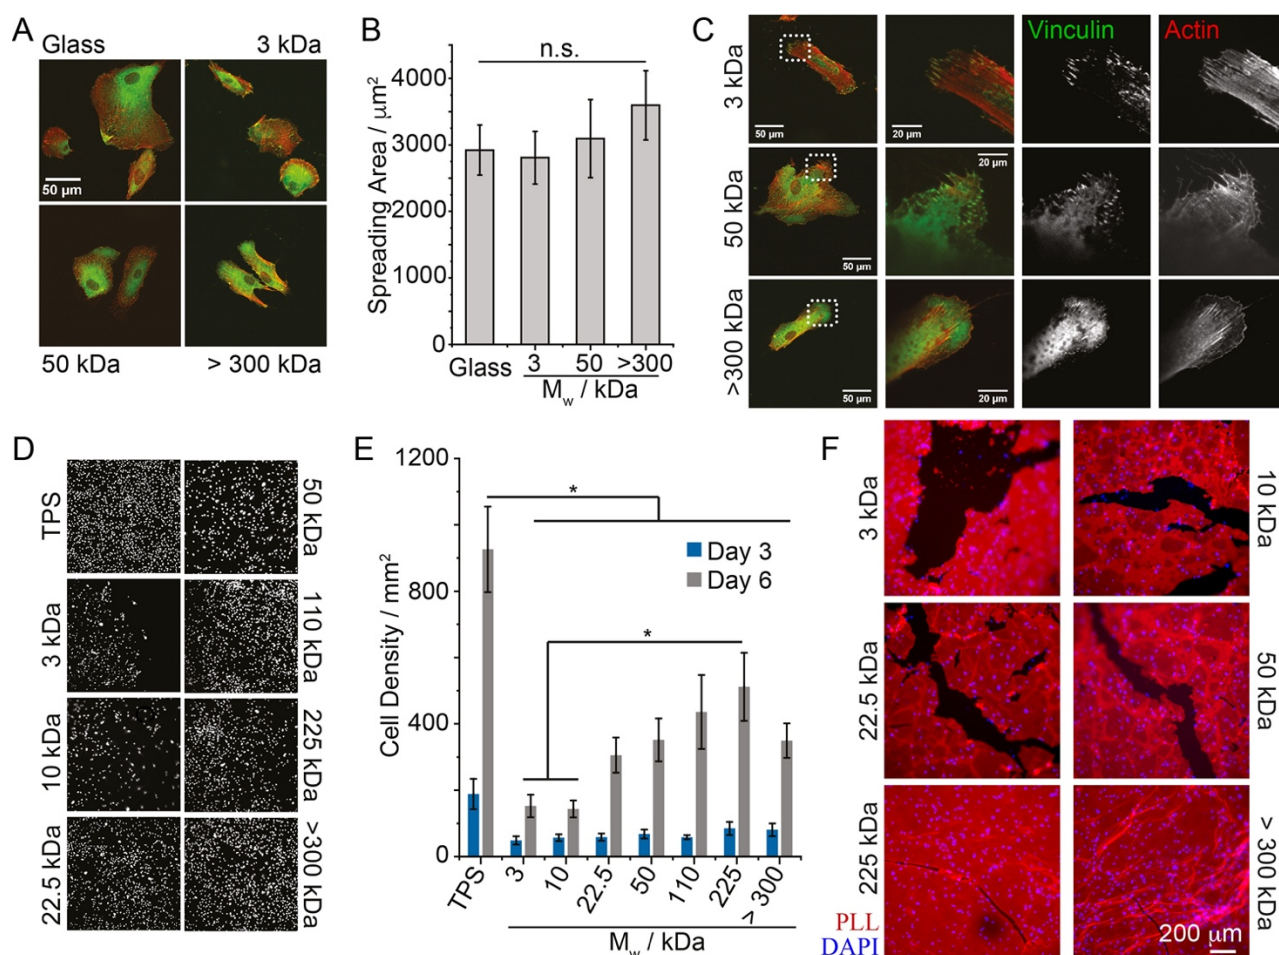 A
Glass
3 kDa
50 µm
50 kDa
> 300 kDa
B
n.s.
Spreading Area / µm²
4000
3000
2000
1000
0
Glass
3
50
>300
M_w / kDa
C
Vinculin
Actin
3 kDa
50 µm
20 µm
50 kDa
50 µm
20 µm
>300 kDa
50 µm
20 µm
D
TPS
50 kDa
3 kDa
110 kDa
10 kDa
225 kDa
22.5 kDa
>300 kDa
E
*
*
Day 3
Day 6
Cell Density / mm²
1200
800
400
0
TPS
3
10
22.5
50
110
225
> 300
M_w / kDa
F
3 kDa
10 kDa
22.5 kDa
50 kDa
225 kDa
> 300 kDa
PLL
DAPI
200 µm